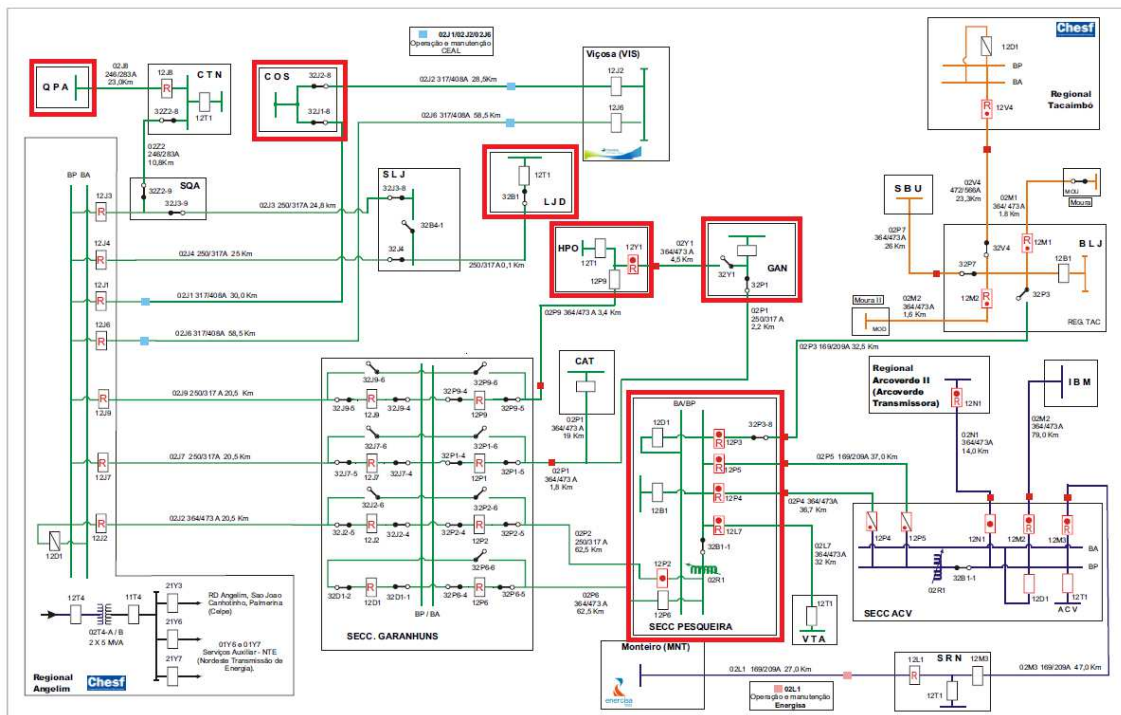 02J1/02J2/02J6
Operação e manutenção
CEAL
Chesf
Regional
Tacaimbó
12D1
BP
BA
12V4
QPA
02J8
246/283A
23,0Km
12J8
CTN
32Z2-8
12T1
COS
32J2-8
32J1-8
02J2 317/408A 28,5Km
02J6 317/408A 58,5 Km
Viçosa (VIS)
12J2
12J6
02Z2
246/283A
10,8Km
32Z2-9
SQA
32J3-9
BP BA
12J3
12J4
12J1
12J6
12J9
12J7
12J2
12D1
02J3 250/317A 24,8 km
SLJ
32J3-8
32B4-1
32J4
02J4 250/317A 25 Km
250/317A 0,1 Km
12T1
32B1
LJD
02J1 317/408A 30,0 Km
02J6 317/408A 58,5 Km
HPO
12Y1
12T1
12P9
02Y1
364/473A
4,5 Km
GAN
32Y1
32P1
02P9 364/473A 3,4 Km
02P1
250/317 A
2,2 Km
SBU
02P7
364/473A
26 Km
02V4
472/566A
23,3Km
02M1
364/473A
1.8 Km
MOU
Moura
32V4
12M1
BLJ
32P7
12B1
12M2
32P3
REG. TAC
Moura II
MOD
02M2
364/473A
1,6 Km
02P3 169/209A 32,5 Km
02J9 250/317 A 20,5 Km
02J7 250/317A 20,5 Km
02J2 364/473 A 20,5 Km
32J9-6
32P9-6
32J9-5
12J9
32J9-4
32P9-4
12P9
32P9-5
32J7-6
32P1-6
32J7-5
12J7
32J7-4
32P1-4
12P1
32P1-5
32J2-6
32P2-6
32J2-5
12J2
32J2-4
32P2-4
12P2
32P2-5
32P6-6
32D1-2
12D1
32D1-1
32P6-4
12P6
32P6-5
BP / BA
SECC. GARANHUNS
CAT
02P1
364/473 A
19 Km
02P1
364/473 A
1,8 Km
02P2
250/317 A
62,5 Km
02P6
364/473 A
62,5 Km
BA/BP
12D1
12P3
32P3-8
12P5
12P4
12B1
12L7
32B1-1
02R1
12P2
12P6
SECC PESQUEIRA
02P5 169/209A 37,0 Km
02P4 364/473A
36,7 Km
02L7
364/473A
32 Km
12T1
VTA
Regional
Arcoverde II
(Arcoverde
Transmissora)
12N1
02N1
364/473A
14,0 Km
IBM
02M2
364/473A
79,0 Km
12P4
12P5
12N1
12M2
12M3
BA
BP
32B1-1
02R1
12D1
12T1
ACV
SECC ACV
12T4
11T4
02T4-A / B
2 X 5 MVA
21Y3
21Y6
21Y7
RD Angelim, Sao Joao
Canhotinho, Palmerina
(Celpe)
01Y6 e 01Y7
Serviços Auxiliar - NTE
(Nordeste Transmissão de
Energia).
Regional
Angelim
Chesf
Monteiro (MNT)
energisa
02L1 169/209A 27,0 Km
02L1
Operação e manutenção
Energisa
SRN
12L1
12M3
12T1
02M3 169/209A 47,0 Km